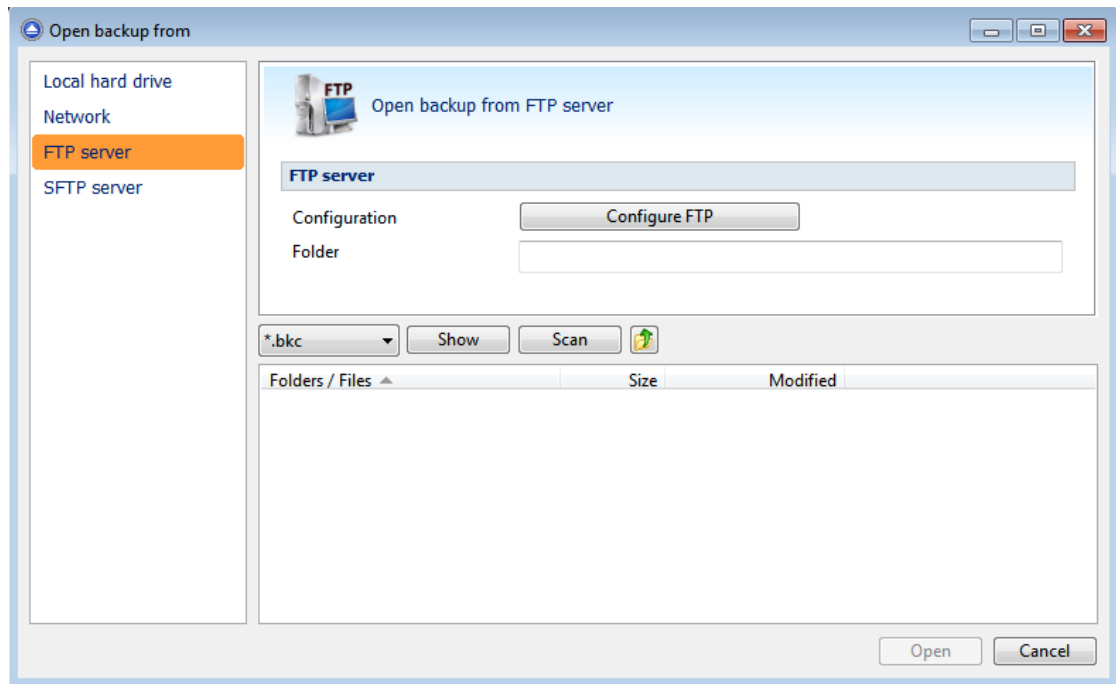 Open backup from
Local hard drive
Network
FTP server
SFTP server
FTP
Open backup from FTP server
FTP server
Configuration
Configure FTP
Folder
*.bkc
Show
Scan
Folders / Files
Size
Modified
Open
Cancel